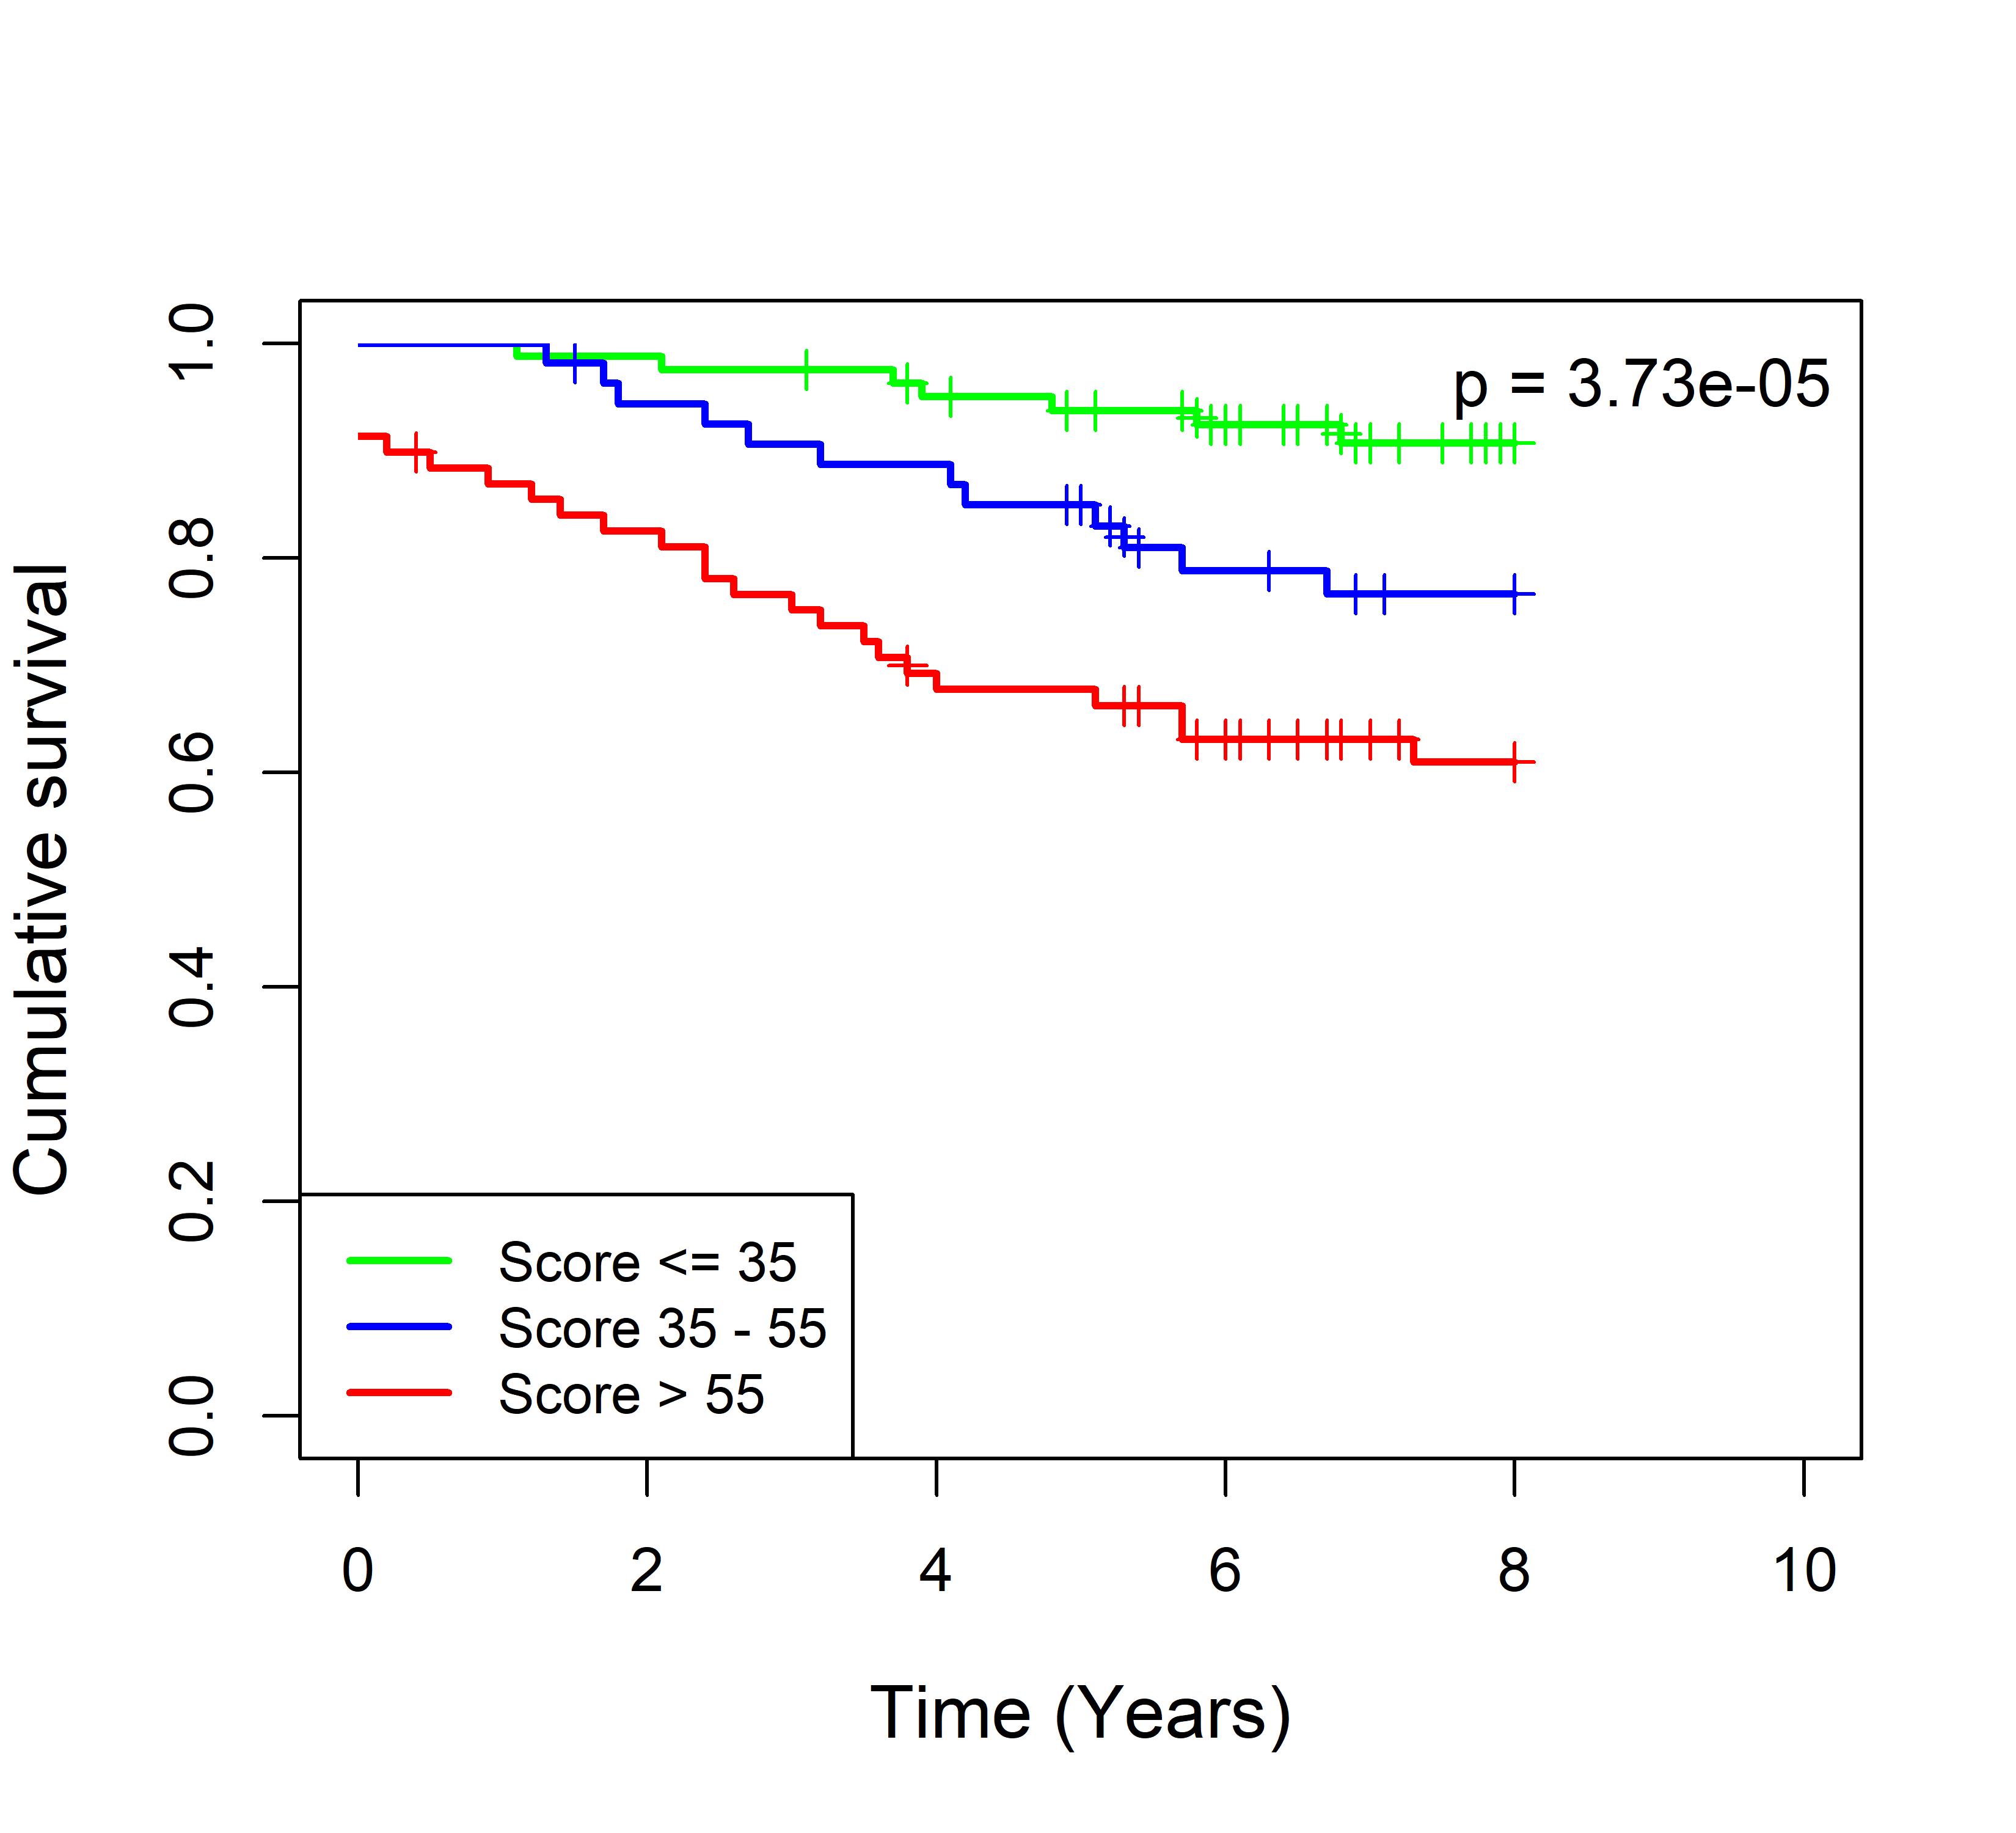 p = 3.73e-05
Cumulative survival
1.0
0.8
0.6
0.4
0.2
0.0
Score <= 35
Score 35 - 55
Score > 55
0 2 4 6 8 10
Time (Years)